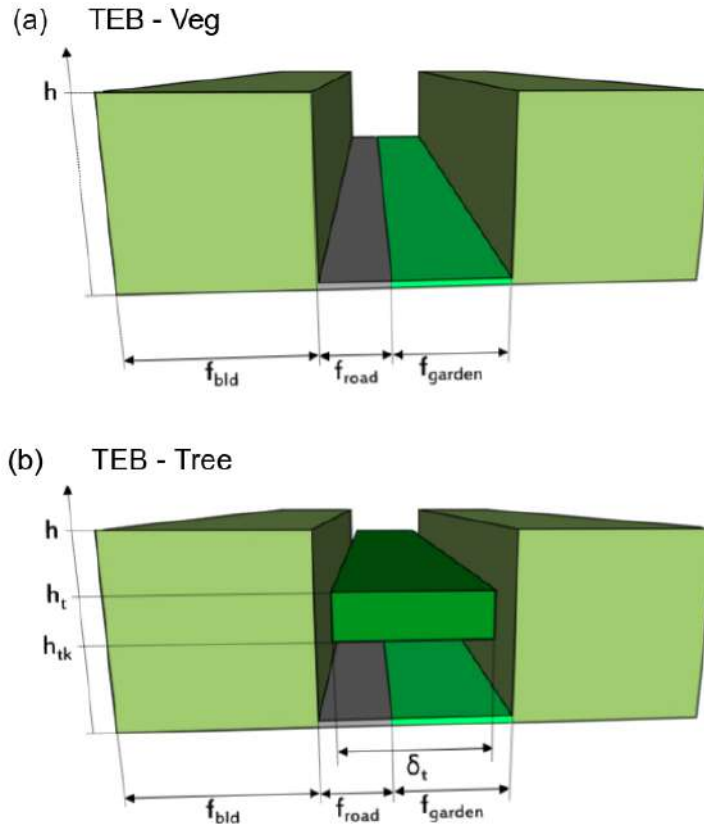 (a) TEB - Veg
h
f_bld f_road f_garden
(b) TEB - Tree
h
h_t
h_tk
δ_t
f_bld f_road f_garden